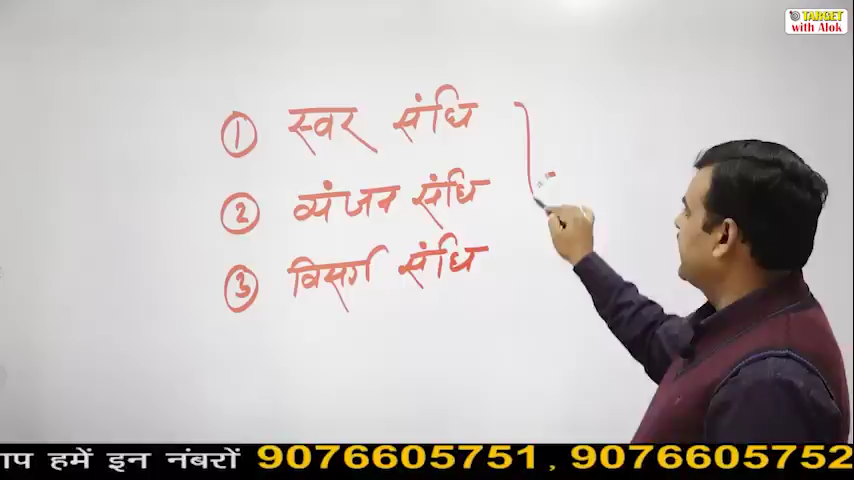 TARGET
with Alok
① स्वर संधि
② व्यंजन संधि
③ विसर्ग संधि
ाप हमें इन नंबरों 9076605751, 9076605752